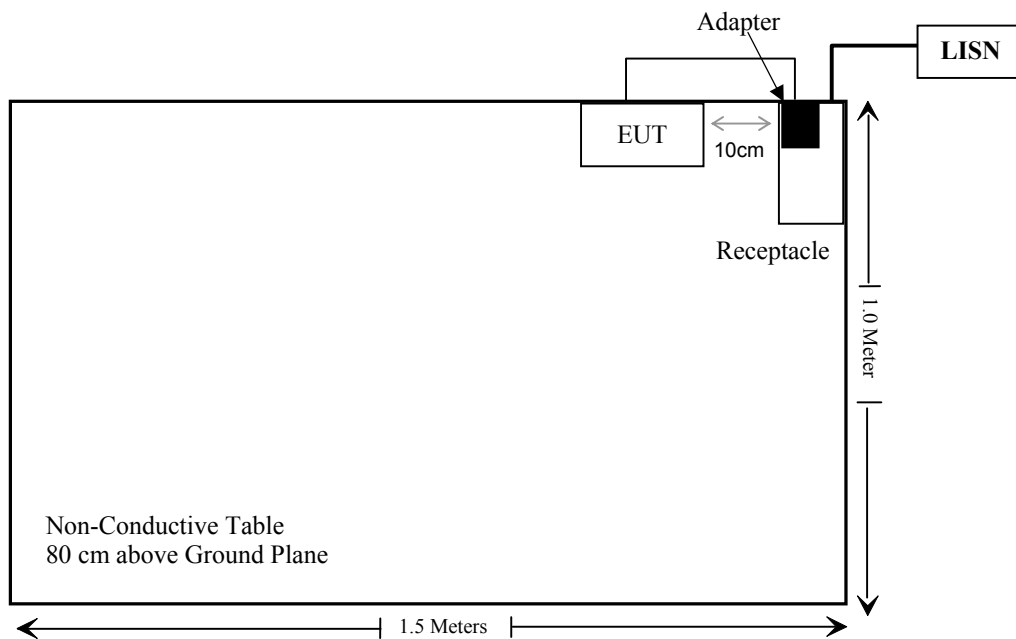 Adapter
LISN
EUT
10cm
Receptacle
1.0 Meter
Non-Conductive Table
80 cm above Ground Plane
1.5 Meters